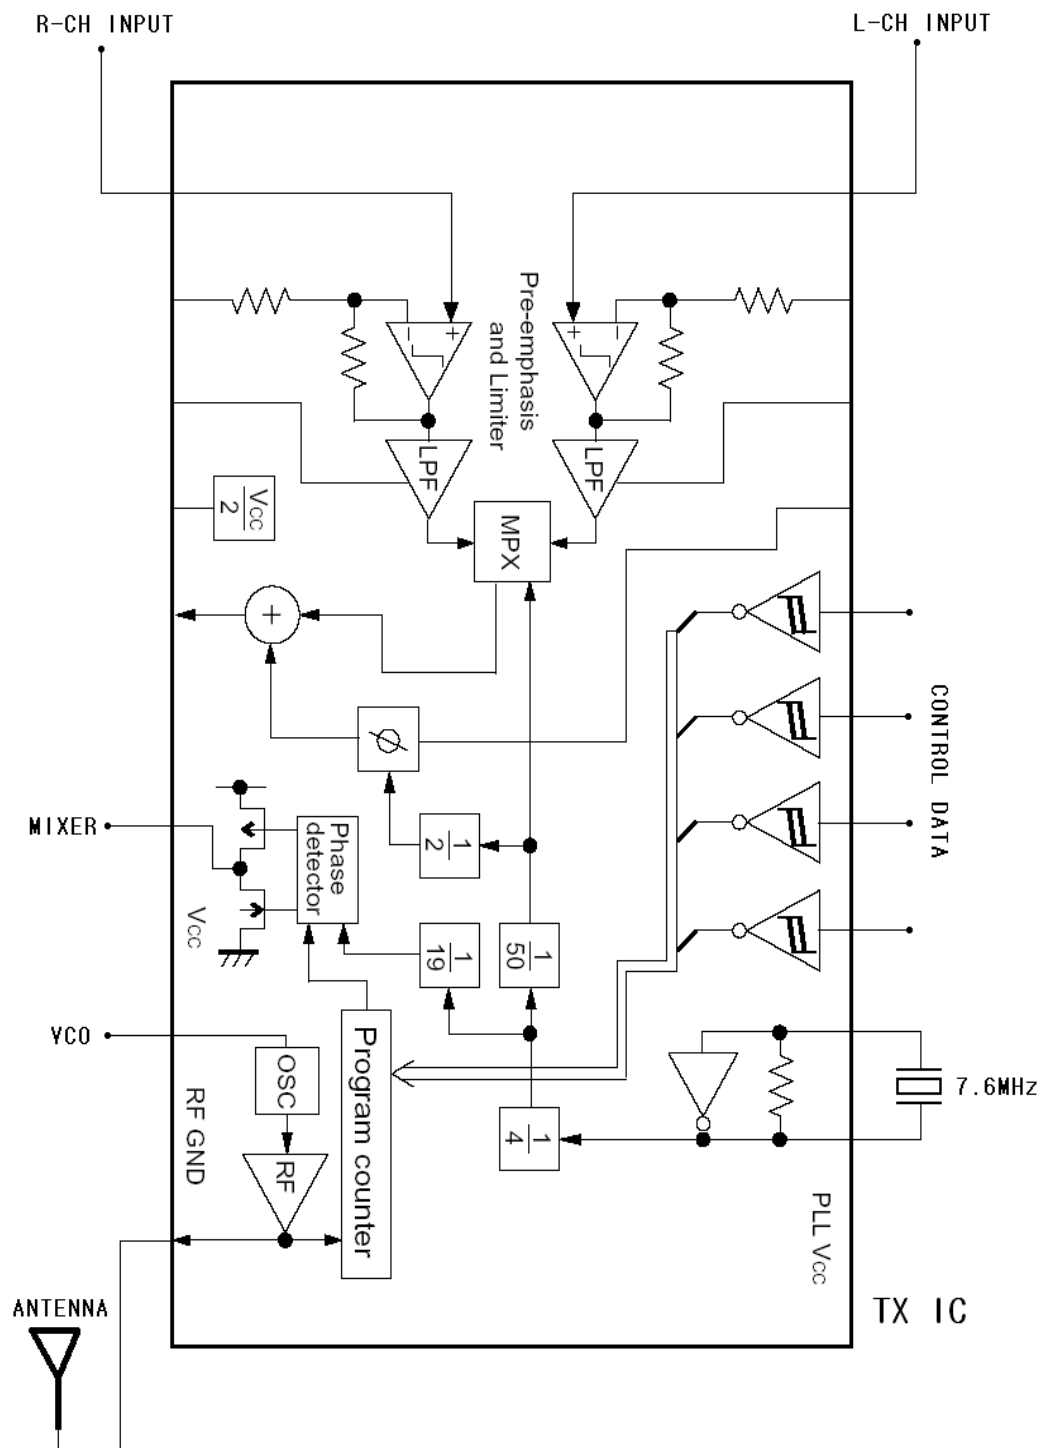 R-CH INPUT
L-CH INPUT
Pre-emphasis
and Limiter
+
+
LPF
LPF
Vcc
2
MPX
+
ø
CONTROL DATA
MIXER
Phase
detector
1
2
Vcc
1
19
1
50
VCO
OSC
Program counter
7.6MHz
1
4
RF GND
RF
PLL Vcc
ANTENNA
TX IC